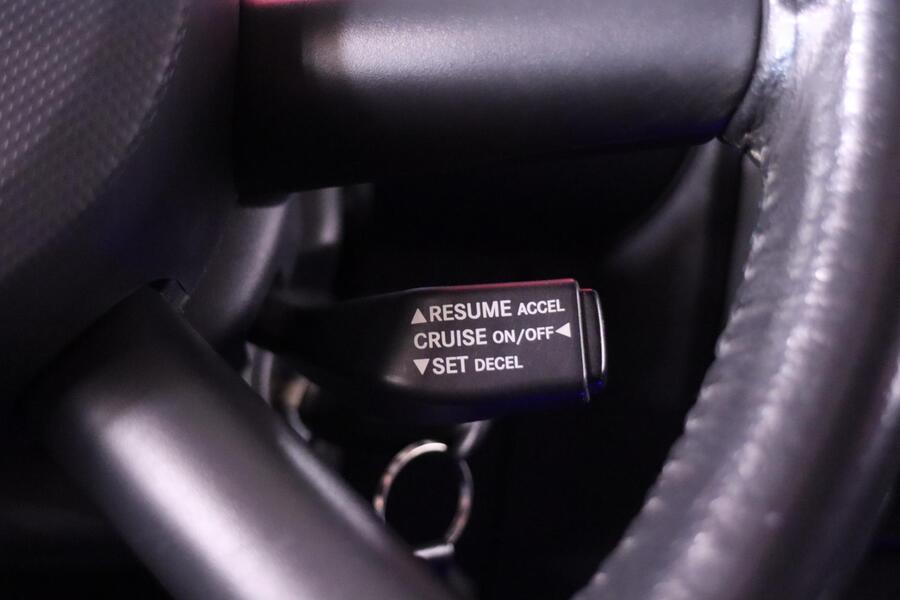 ▲RESUME ACCEL
CRUISE ON/OFF◀
▼SET DECEL